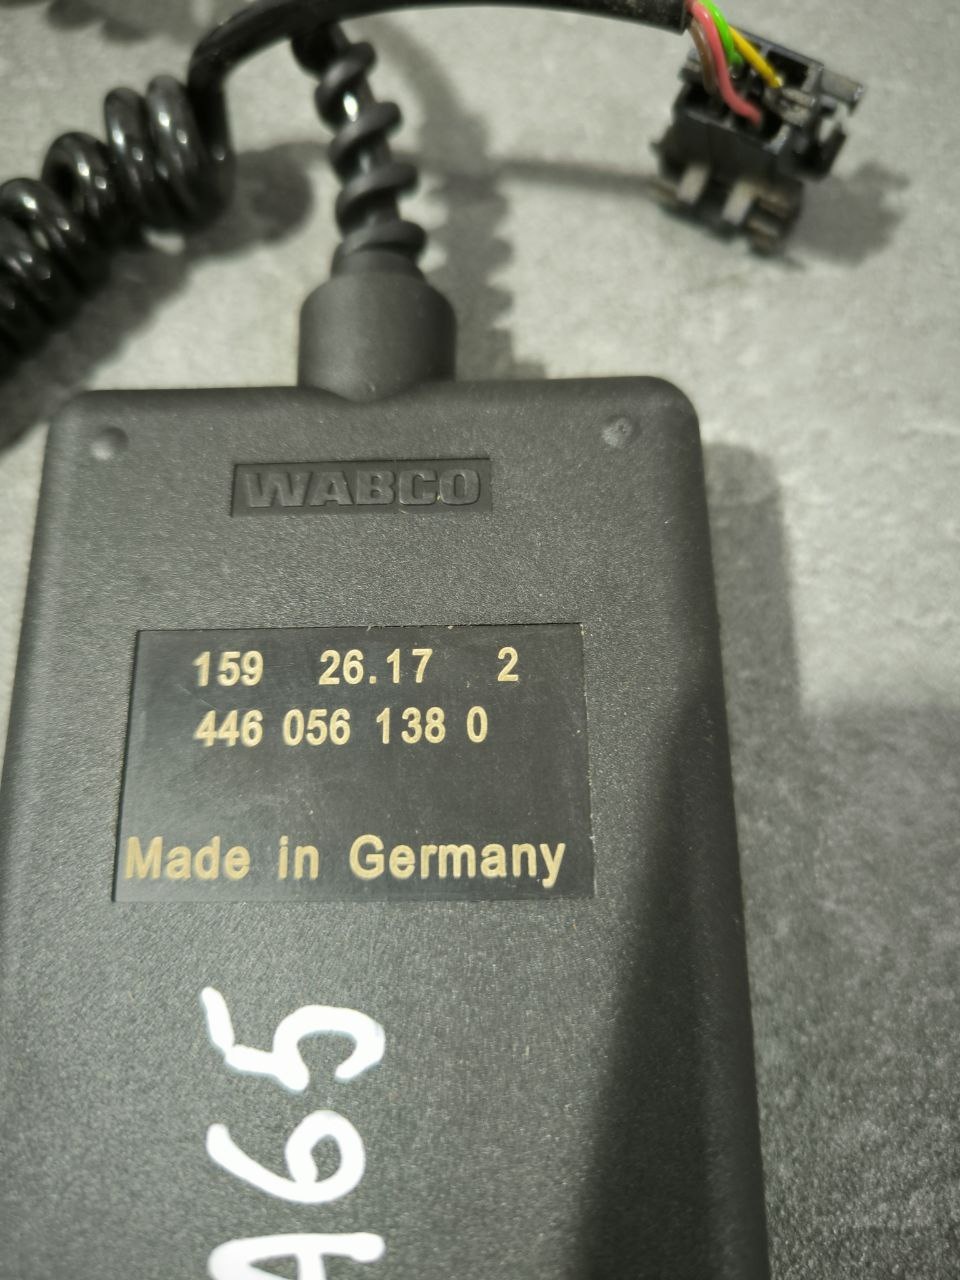 WABCO
159 26.17 2
446 056 138 0
Made in Germany
A65